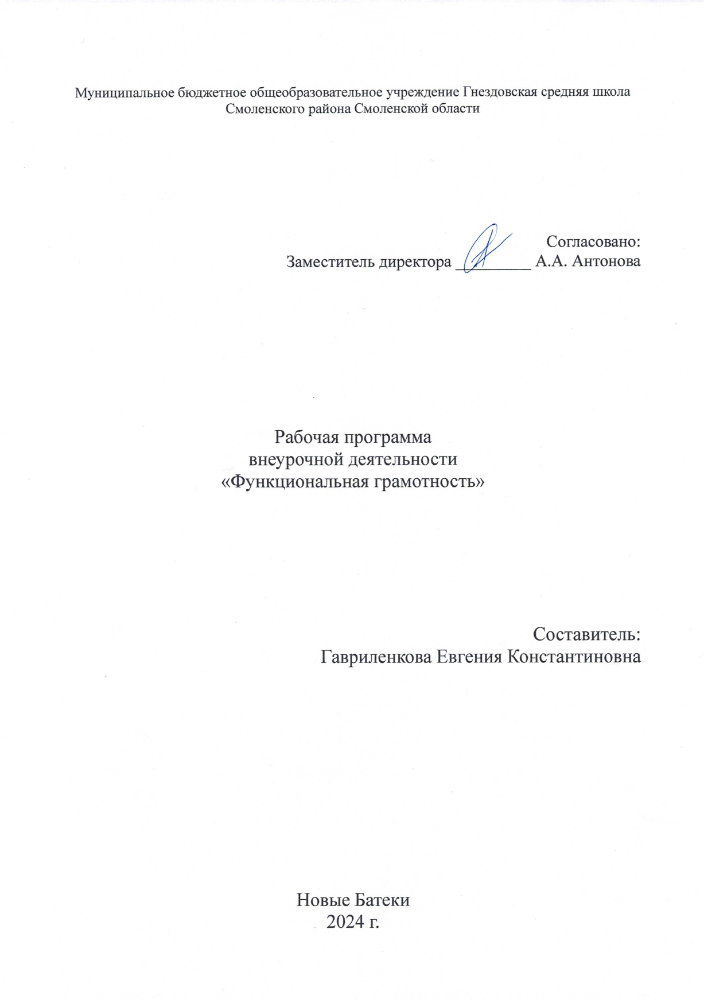 Муниципальное бюджетное общеобразовательное учреждение Гнездовская средняя школа
Смоленского района Смоленской области
Согласовано:
Заместитель директора __________ А.А. Антонова
Рабочая программа
внеурочной деятельности
«Функциональная грамотность»
Составитель:
Гавриленкова Евгения Константиновна
Новые Батеки
2024 г.